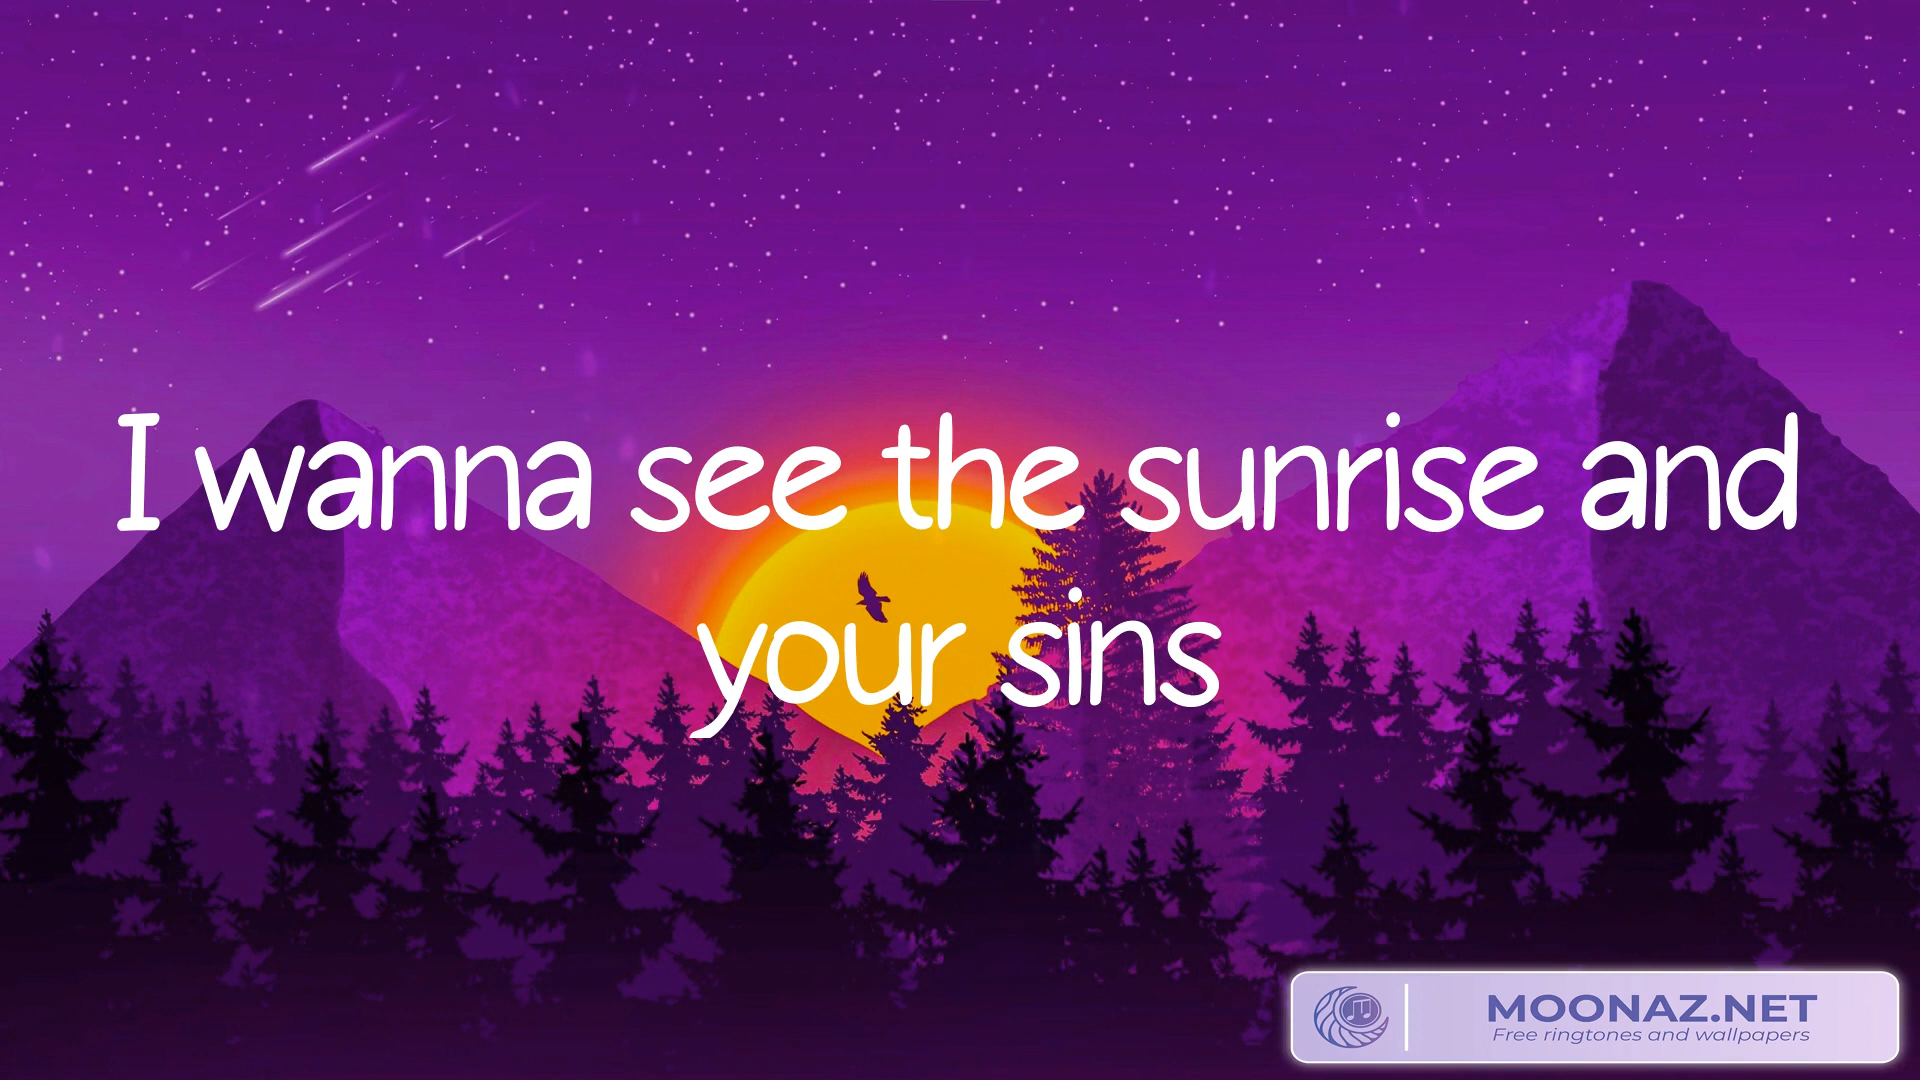 I wanna see the sunrise and
your sins
MOONAZ.NET
Free ringtones and wallpapers